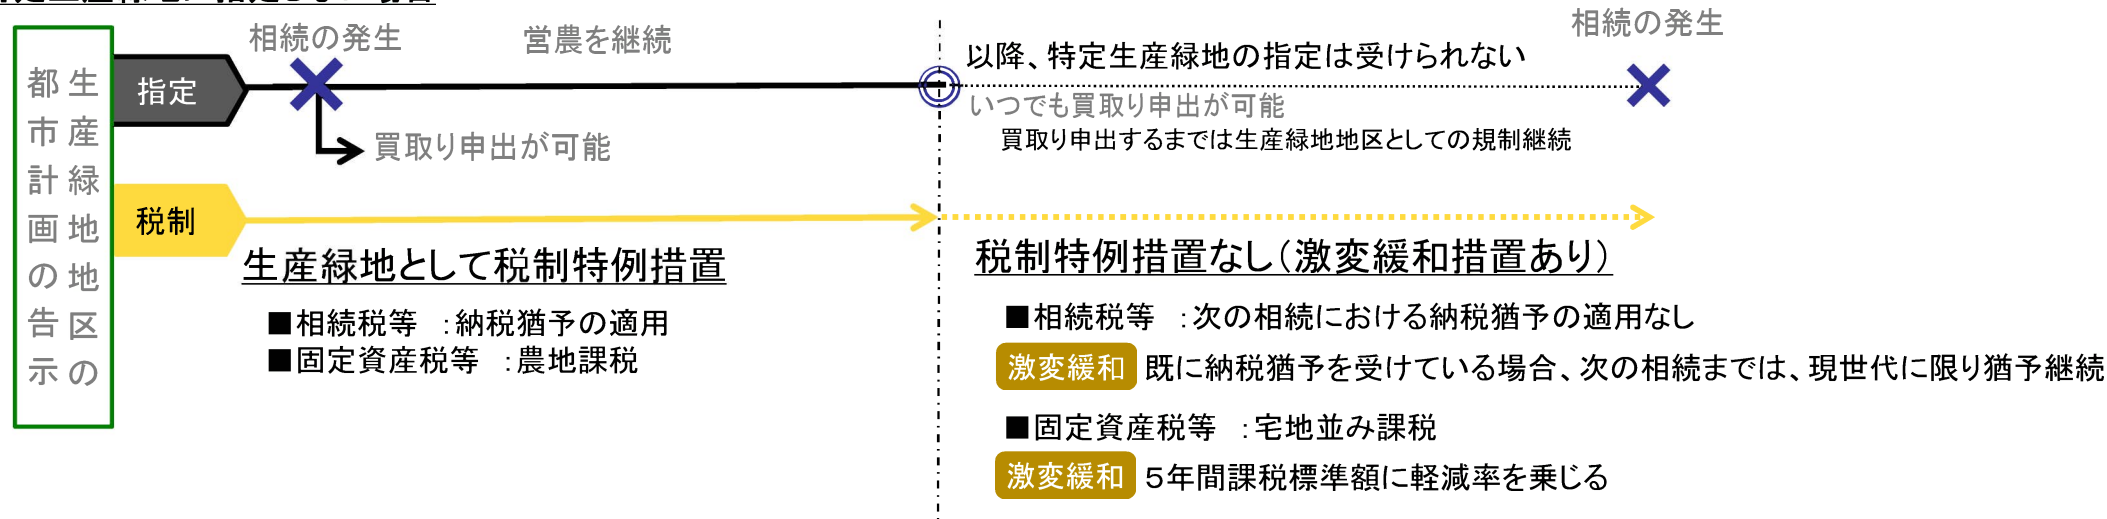 相続の発生
営農を継続
相続の発生
以降、特定生産緑地の指定は受けられない
指定
いつでも買取り申出が可能
買取り申出が可能
買取り申出するまでは生産緑地地区としての規制継続
生産緑地地区の
都市計画の告示
税制
生産緑地として税制特例措置
税制特例措置なし（激変緩和措置あり）
■相続税等　：納税猶予の適用
■固定資産税等　：農地課税
■相続税等　：次の相続における納税猶予の適用なし
激変緩和 既に納税猶予を受けている場合、次の相続までは、現世代に限り猶予継続
■固定資産税等　：宅地並み課税
激変緩和 ５年間課税標準額に軽減率を乗じる